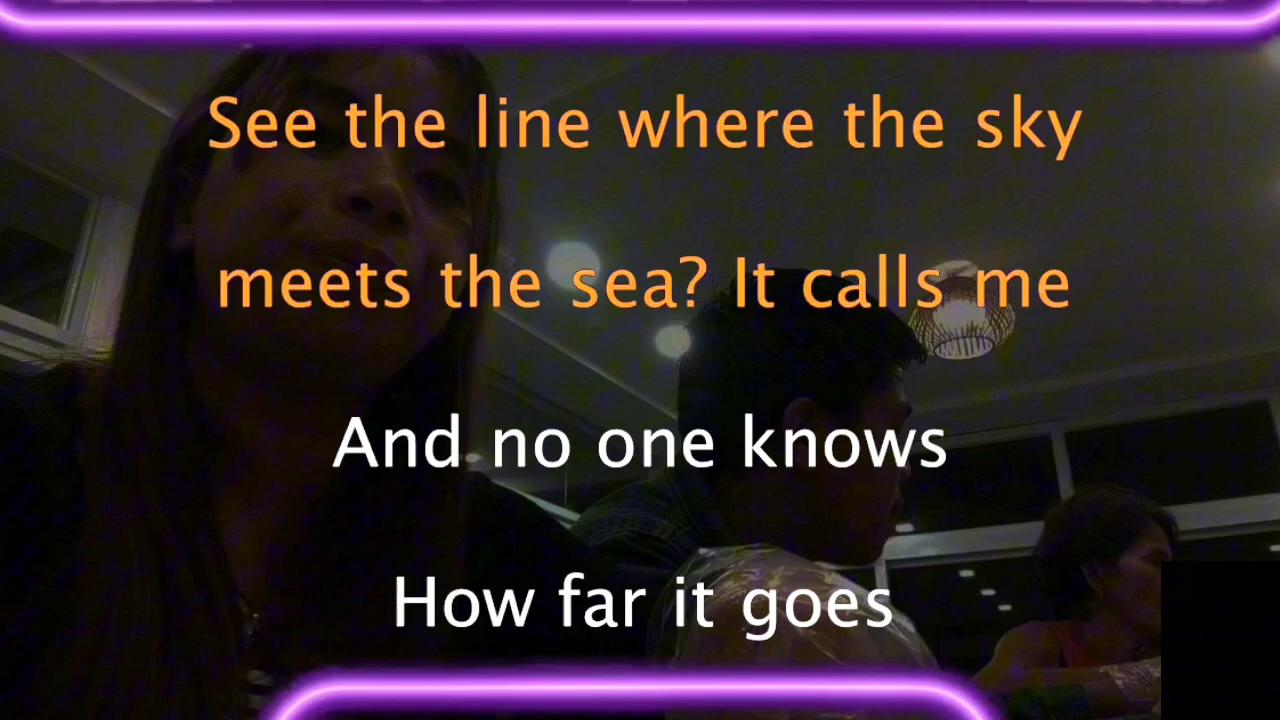 See the line where the sky
meets the sea? It calls me
And no one knows
How far it goes